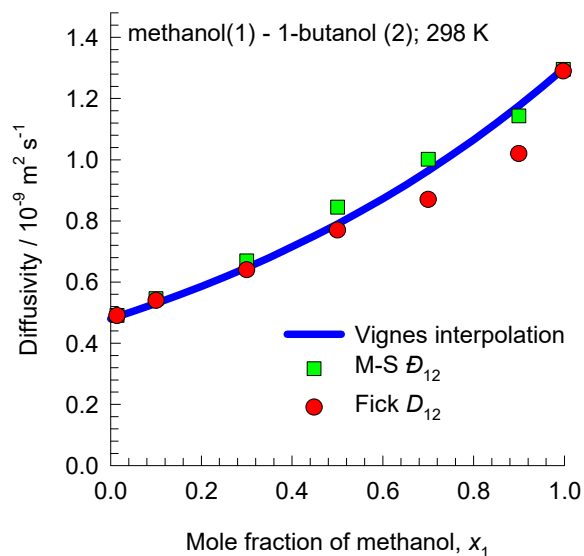 methanol(1) - 1-butanol (2); 298 K
Diffusivity / 10⁻⁹ m² s⁻¹
1.4
1.2
1.0
0.8
0.6
0.4
0.2
0.0
Vignes interpolation
M-S Đ₁₂
Fick D₁₂
0.0 0.2 0.4 0.6 0.8 1.0
Mole fraction of methanol, x₁